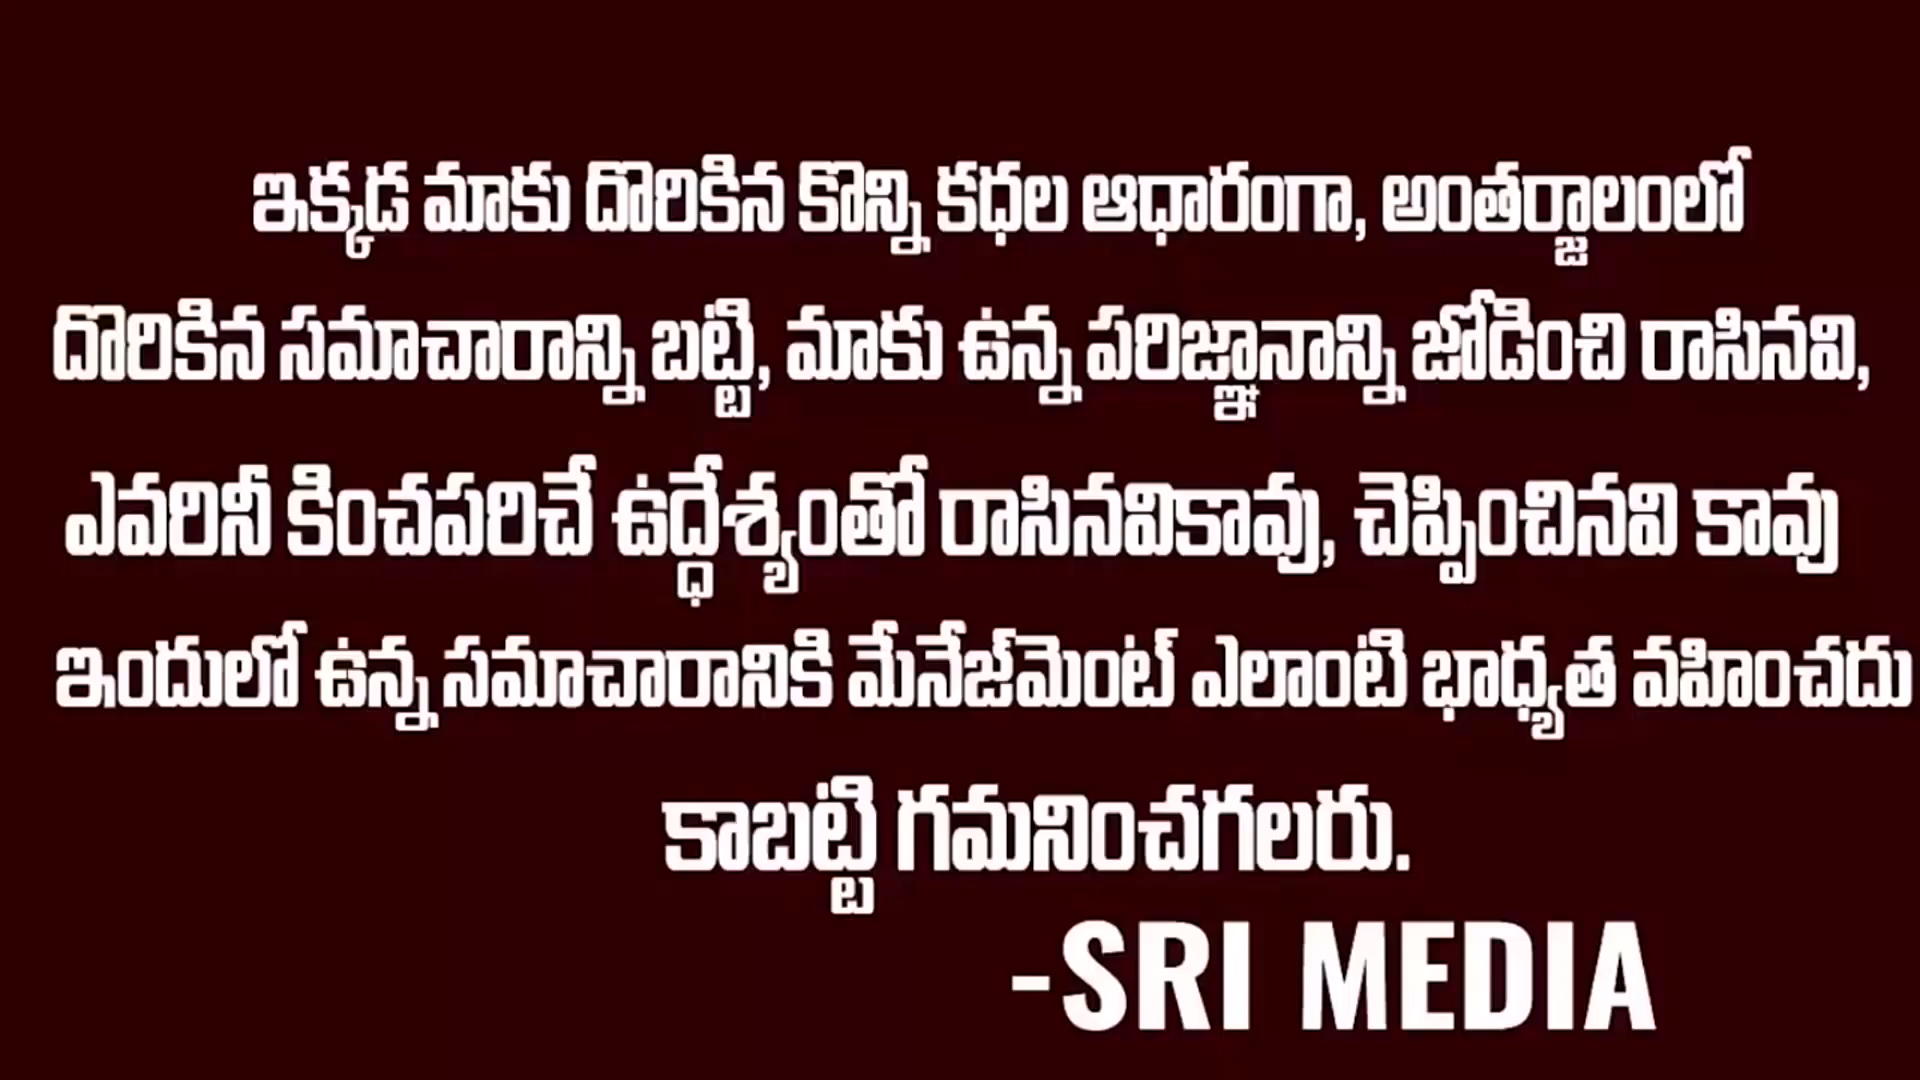 ఇక్కడ మాకు దొరికిన కొన్ని కధల ఆధారంగా, అంతర్జాలంలో
దొరికిన సమాచారాన్ని బట్టి, మాకు ఉన్న పరిజ్ఞానాన్ని జోడించి రాసినవి,
ఎవరినీ కించపరిచే ఉద్ధేశ్యంతో రాసినవికావు, చెప్పించినవి కావు
ఇందులో ఉన్న సమాచారానికి మేనేజ్‌మెంట్ ఎలాంటి భాధ్యత వహించదు
కాబట్టి గమనించగలరు.
-SRI MEDIA